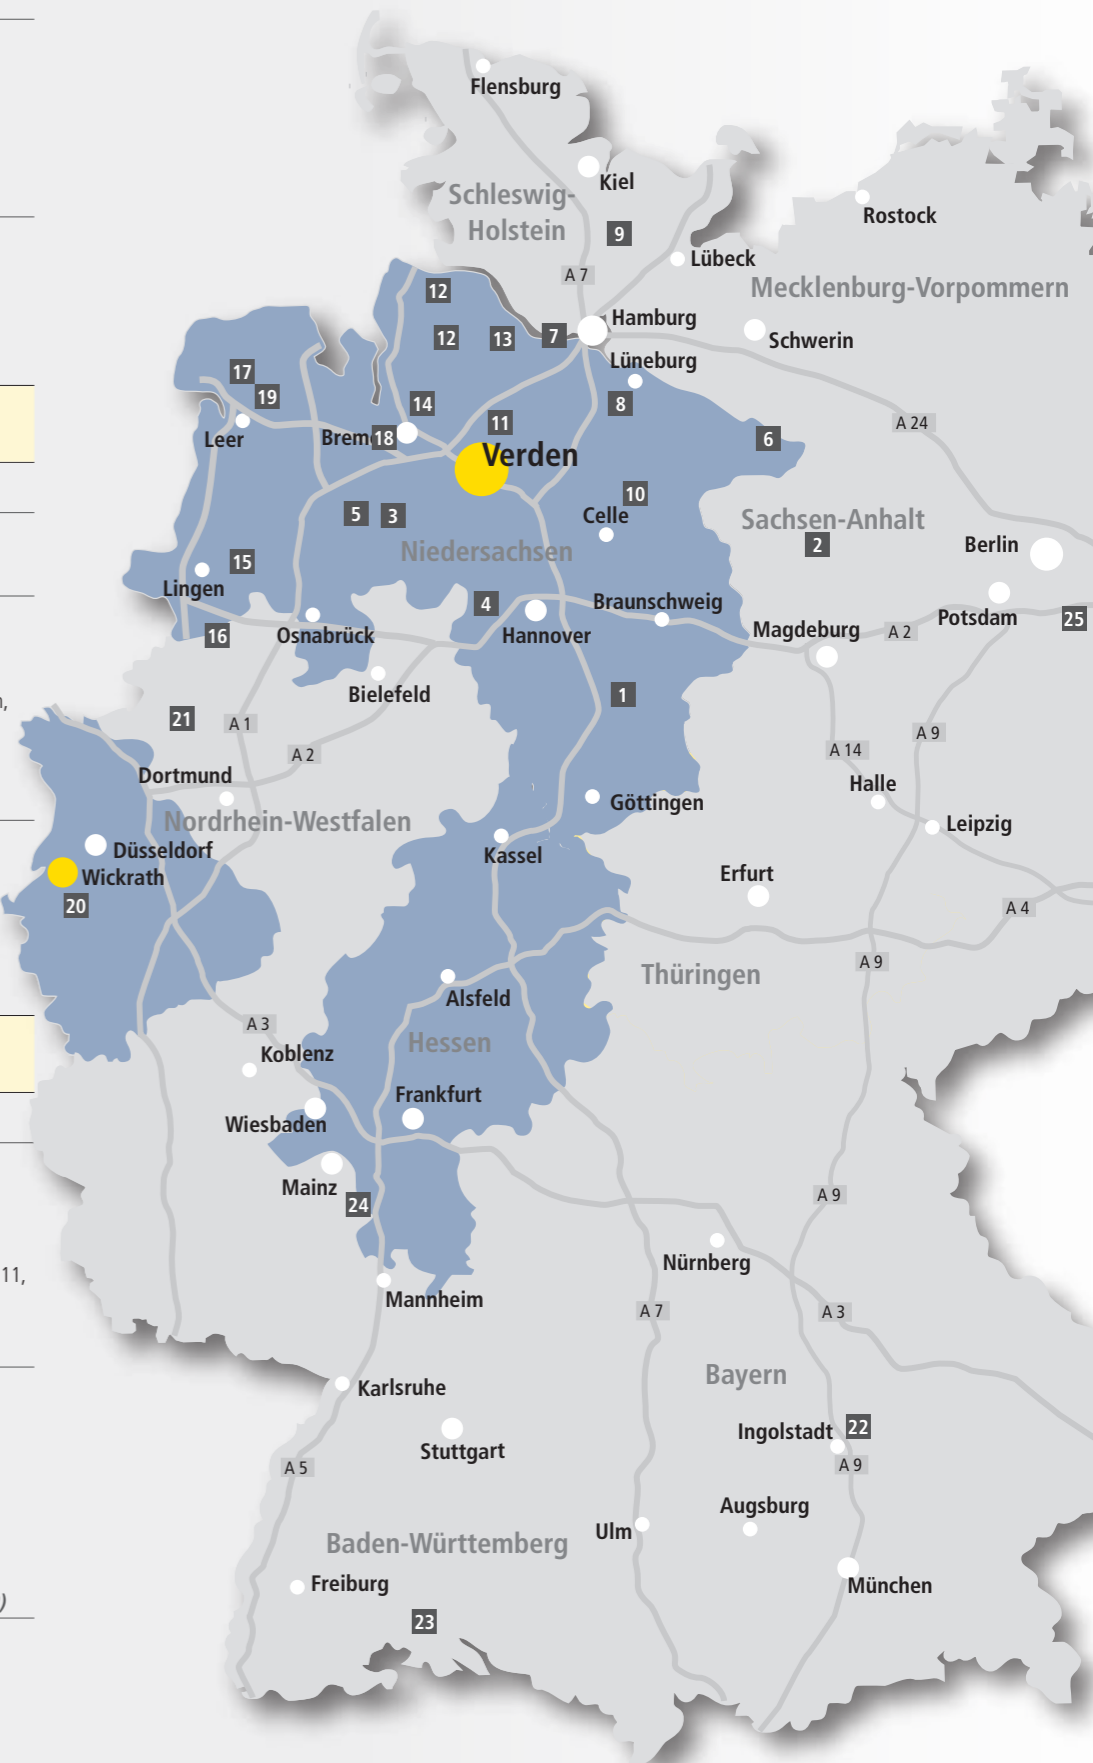 Flensburg
Kiel
Schleswig-
Holstein
9
Rostock
Lübeck
A 7
Mecklenburg-Vorpommern
12
Hamburg
12
13
7
Schwerin
Lüneburg
17
19
14
8
11
A 24
Leer
18
6
Verden
10
5
3
Celle
Sachsen-Anhalt
2
Berlin
Niedersachsen
15
Lingen
4
Braunschweig
Potsdam
25
16
Osnabrück
Hannover
Magdeburg
A 2
Bielefeld
1
n,
21
A 1
A 9
A 2
A 14
Dortmund
Halle
Göttingen
Nordrhein-Westfalen
Leipzig
Düsseldorf
Kassel
Wickrath
Erfurt
20
A 4
A 9
Thüringen
Alsfeld
A 3
Hessen
Koblenz
Frankfurt
Wiesbaden
Mainz
24
A 9
Nürnberg
11,
Mannheim
A 7
A 3
Bayern
Karlsruhe
22
Ingolstadt
Stuttgart
A 5
A 9
Augsburg
Ulm
Baden-Württemberg
Freiburg
München
)
23